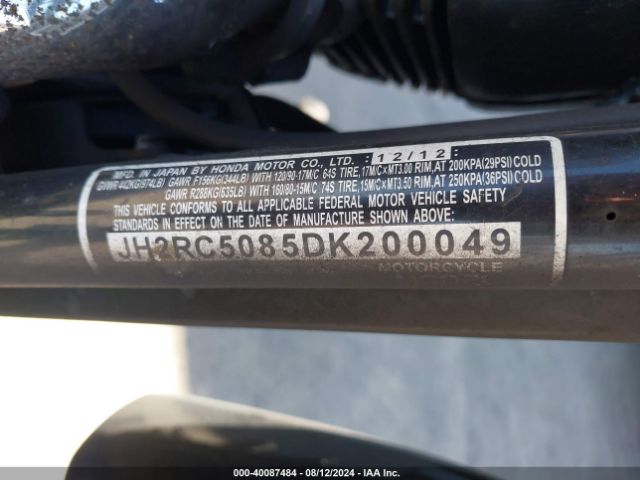 MFD. IN JAPAN BY HONDA MOTOR CO., LTD. : 12/12 :
GVWR 442KG(974LB) GAWR F156KG(344LB) WITH 120/90-17M/C 64S TIRE, 17M/C×MT3.00 RIM, AT 200KPA(29PSI) COLD
GAWR R288KG(635LB) WITH 160/80-15M/C 74S TIRE, 15M/C×MT3.50 RIM, AT 250KPA(36PSI) COLD
THIS VEHICLE CONFORMS TO ALL APPLICABLE FEDERAL MOTOR VEHICLE SAFETY
STANDARDS IN EFFECT ON THE DATE OF MANUFACTURE SHOWN ABOVE:
JH2RC5085DK200049
MOTORCYCLE
© COPART - 40087484 - 08/12/2024 - IAA Inc.